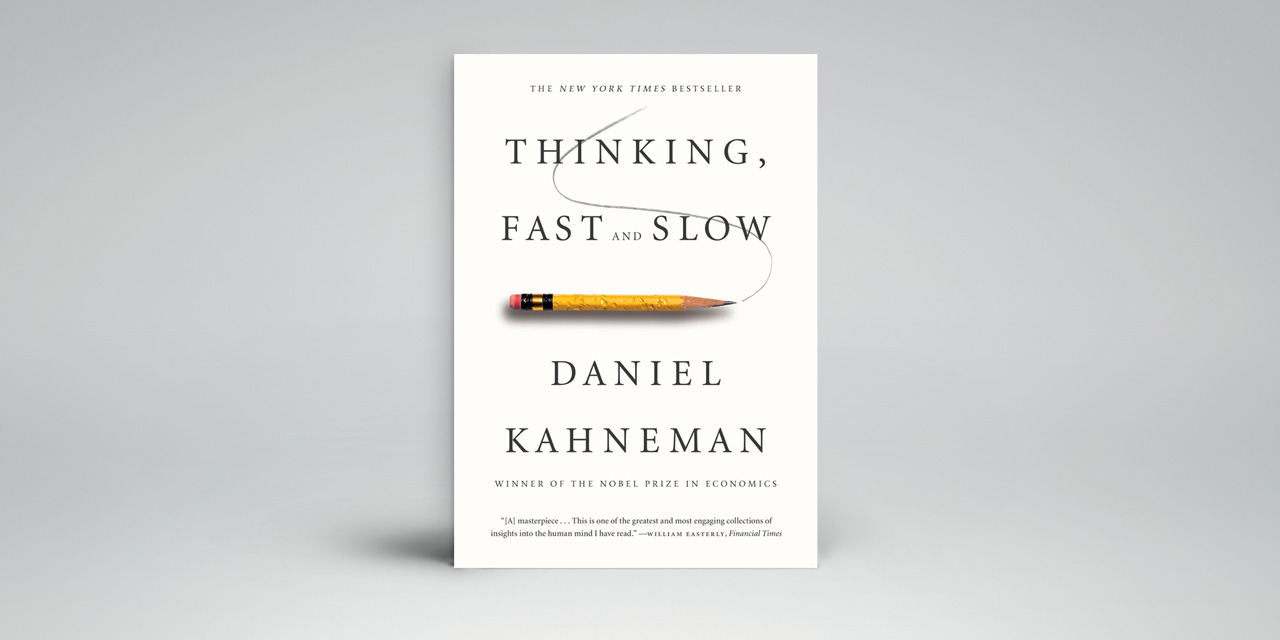 THE NEW YORK TIMES BESTSELLER
THINKING,
FAST AND SLOW
DANIEL
KAHNEMAN
WINNER OF THE NOBEL PRIZE IN ECONOMICS
“[A] masperpiece . . . This is one of the greatest and most engaging collections of
insights into the human mind I have read.” —WILLIAM EASTERLY, Financial Times